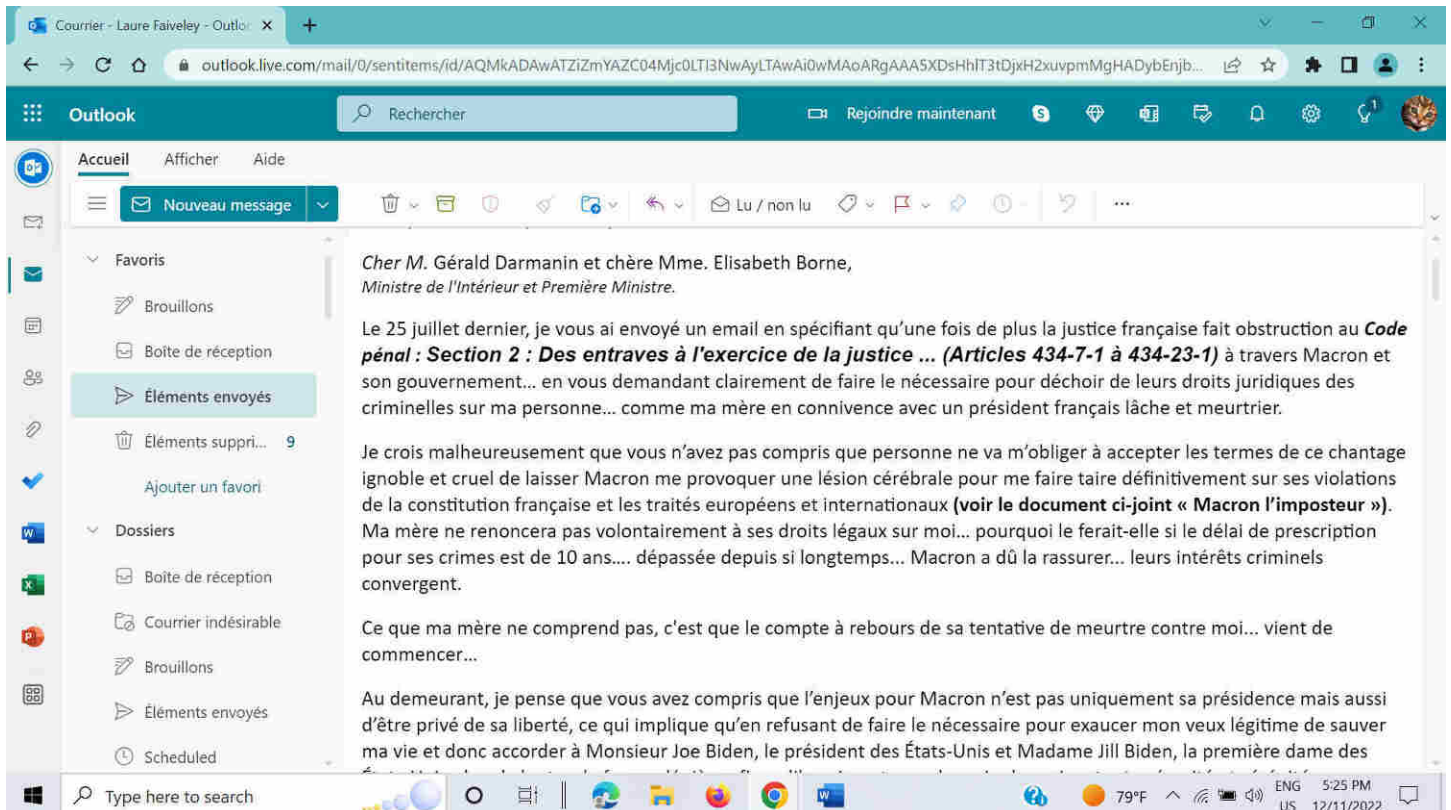 Courrier - Laure Faiveley - Outloo
outlook.live.com/mail/0/sentitems/id/AQMkADAwATZiZmYAZC04Mjc0LTI3NwAyLTAwAi0wMAoARgAAA5XDsHhlT3tDjxH2xuvpmMgHADybEnjb...
Outlook
Rechercher
Rejoindre maintenant
1
Accueil Afficher Aide
Nouveau message
Lu / non lu
...
Favoris
Brouillons
Boîte de réception
Éléments envoyés
Éléments suppri... 9
Ajouter un favori
Dossiers
Boîte de réception
Courrier indésirable
Brouillons
Éléments envoyés
Scheduled
Cher M. Gérald Darmanin et chère Mme. Elisabeth Borne,
Ministre de l'Intérieur et Première Ministre.
Le 25 juillet dernier, je vous ai envoyé un email en spécifiant qu'une fois de plus la justice française fait obstruction au Code
pénal : Section 2 : Des entraves à l'exercice de la justice ... (Articles 434-7-1 à 434-23-1) à travers Macron et
son gouvernement... en vous demandant clairement de faire le nécessaire pour déchoir de leurs droits juridiques des
criminelles sur ma personne... comme ma mère en connivence avec un président français lâche et meurtrier.
Je crois malheureusement que vous n'avez pas compris que personne ne va m'obliger à accepter les termes de ce chantage
ignoble et cruel de laisser Macron me provoquer une lésion cérébrale pour me faire taire définitivement sur ses violations
de la constitution française et les traités européens et internationaux (voir le document ci-joint « Macron l'imposteur »).
Ma mère ne renoncera pas volontairement à ses droits légaux sur moi... pourquoi le ferait-elle si le délai de prescription
pour ses crimes est de 10 ans.... dépassée depuis si longtemps... Macron a dû la rassurer... leurs intérêts criminels
convergent.
Ce que ma mère ne comprend pas, c'est que le compte à rebours de sa tentative de meurtre contre moi... vient de
commencer...
Au demeurant, je pense que vous avez compris que l'enjeux pour Macron n'est pas uniquement sa présidence mais aussi
d'être privé de sa liberté, ce qui implique qu'en refusant de faire le nécessaire pour exaucer mon veux légitime de sauver
ma vie et donc accorder à Monsieur Joe Biden, le président des États-Unis et Madame Jill Biden, la première dame des
Type here to search
79°F
ENG
US
5:25 PM
12/11/2022